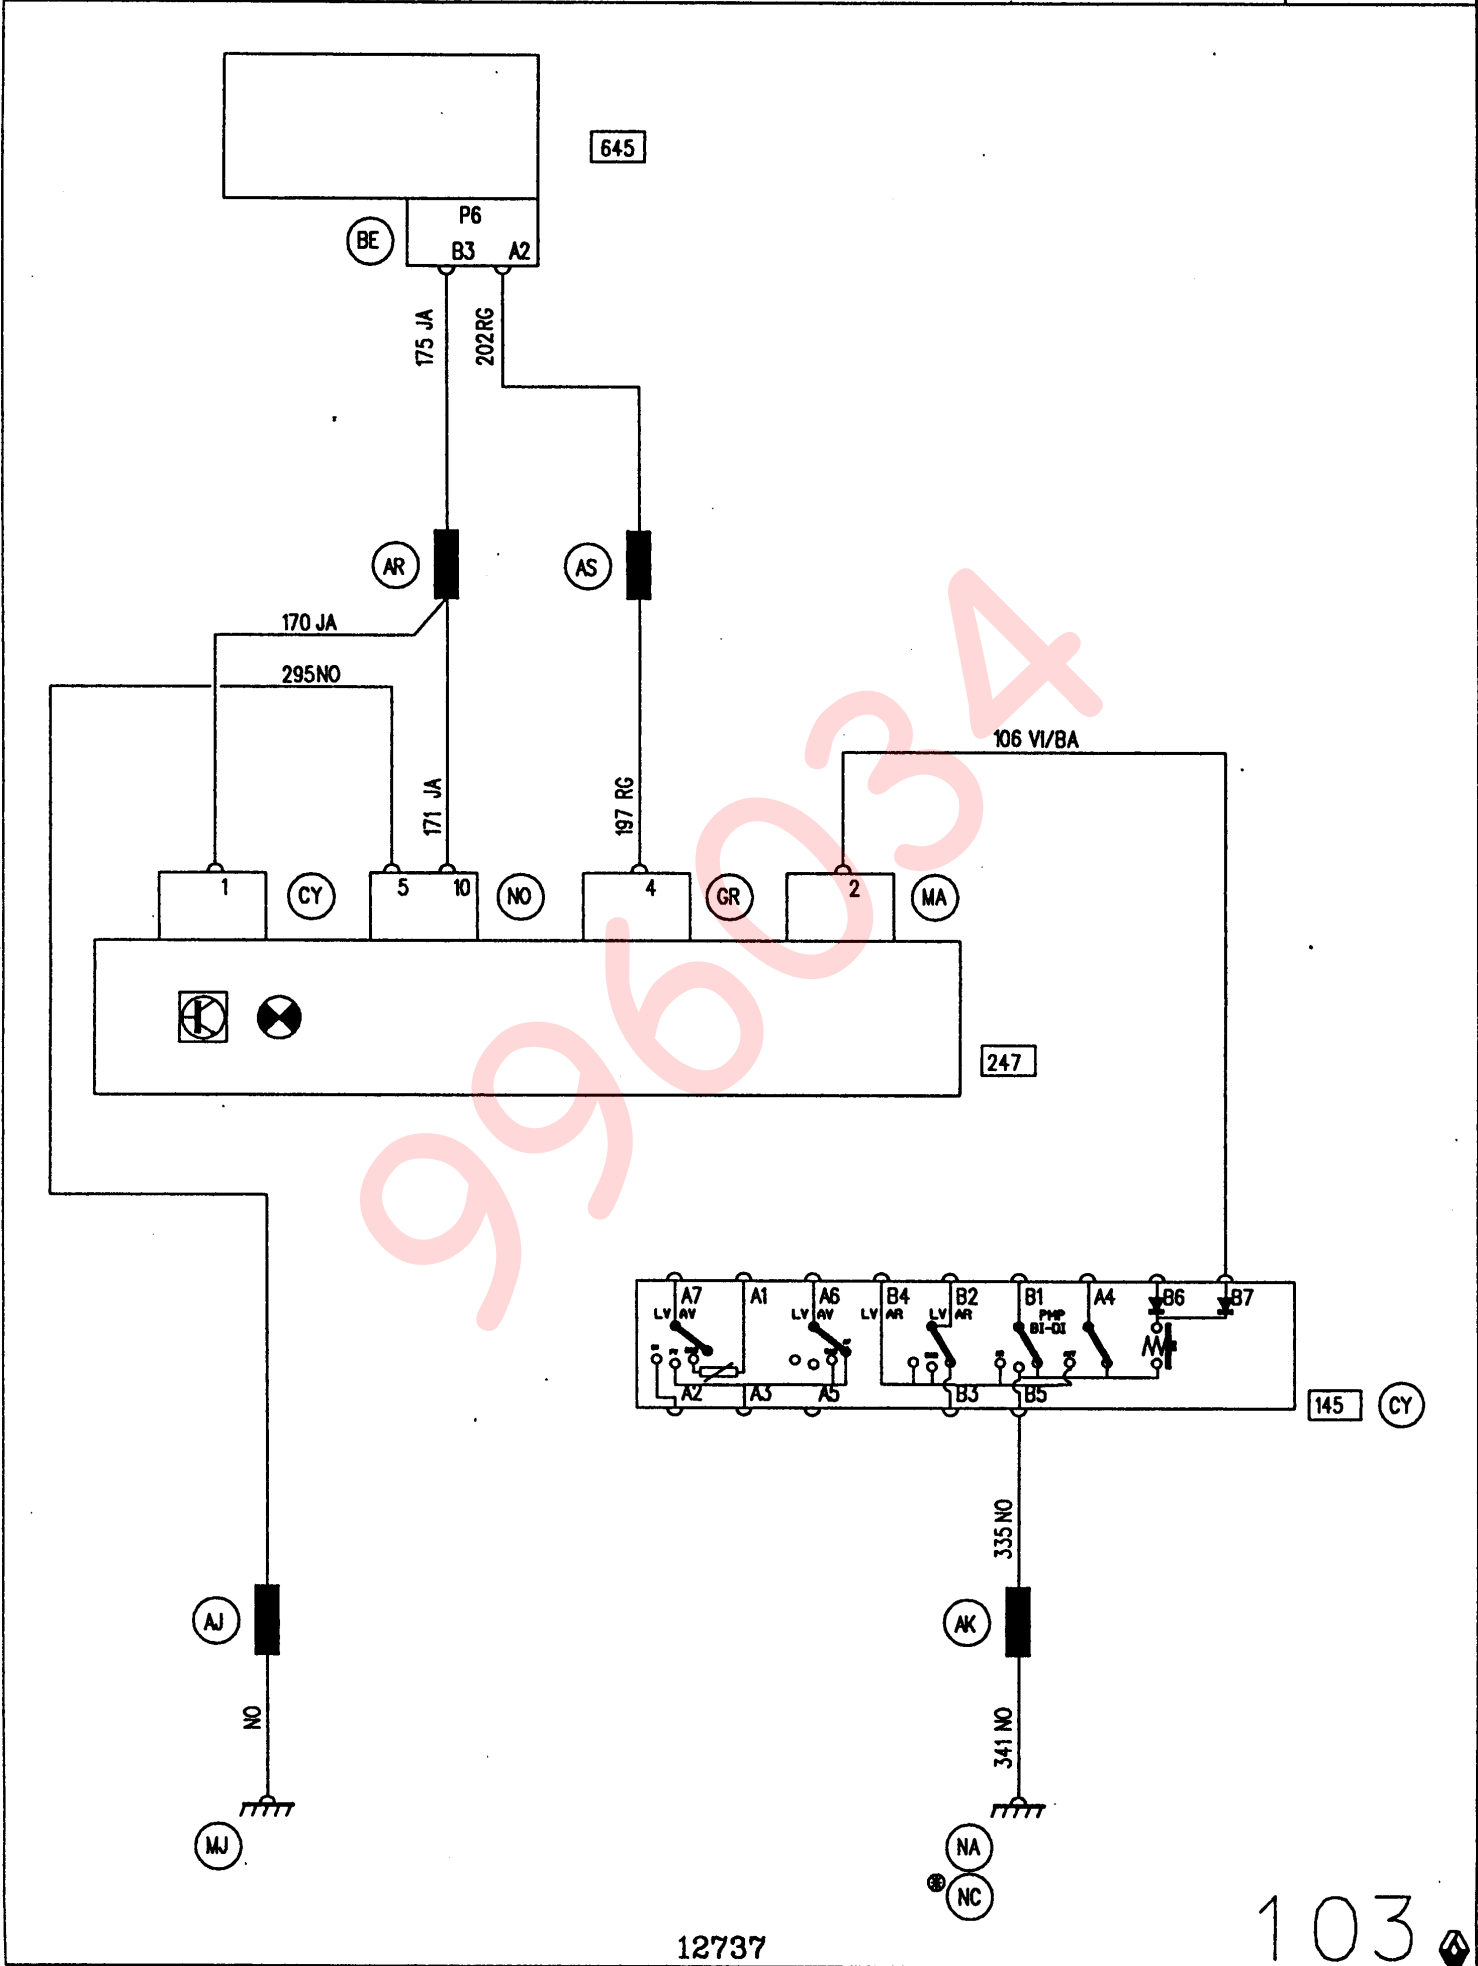 645
P6
BE
B3 A2
175 JA
202RG
AR
AS
170 JA
295NO
106 VI/BA
171 JA
197 RG
1
CY
5 10
NO
4
GR
2
MA
247
996034
A7 A1 A6 B4 B2 B1 A4 B6 B7
LV AV
LV AV
LV AR
LV AR
PMP
BI-DI
A2 A3 A5 B3 B5
145
CY
335 NO
AJ
AK
NO
341 NO
MJ
NA
NC
12737
103